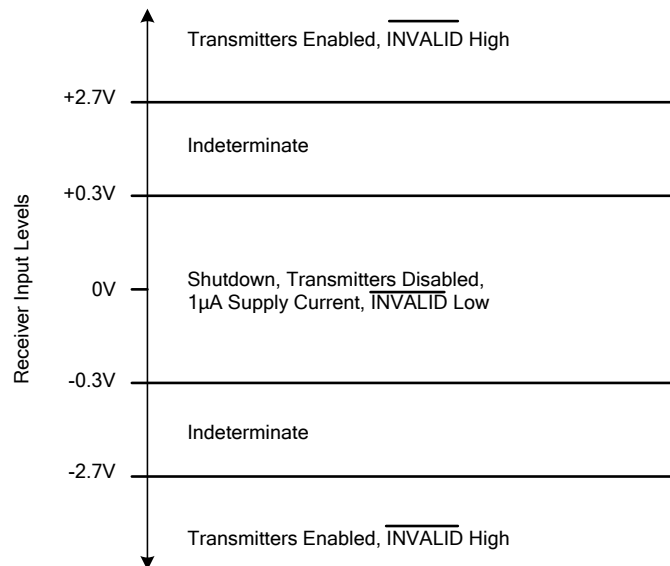 Transmitters Enabled, INVALID High
+2.7V
Indeterminate
+0.3V
Receiver Input Levels
Shutdown, Transmitters Disabled,
0V
1µA Supply Current, INVALID Low
-0.3V
Indeterminate
-2.7V
Transmitters Enabled, INVALID High